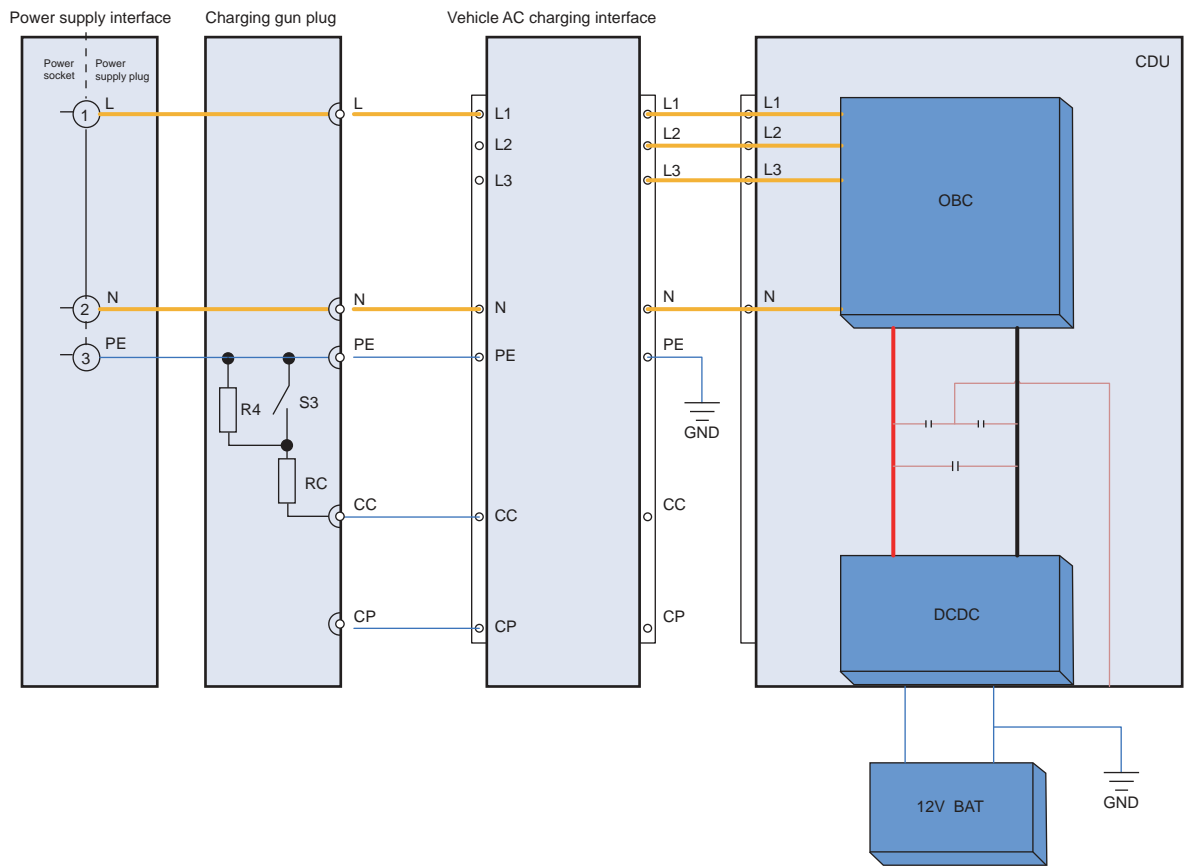 Power supply interface
Charging gun plug
Vehicle AC charging interface
Power socket
Power supply plug
CDU
1
L
L
L1
L2
L3
L1
L2
L3
L1
L2
L3
OBC
2
N
N
N
N
N
3
PE
PE
PE
PE
GND
R4
S3
RC
CC
CC
CC
CP
CP
CP
DCDC
12V BAT
GND